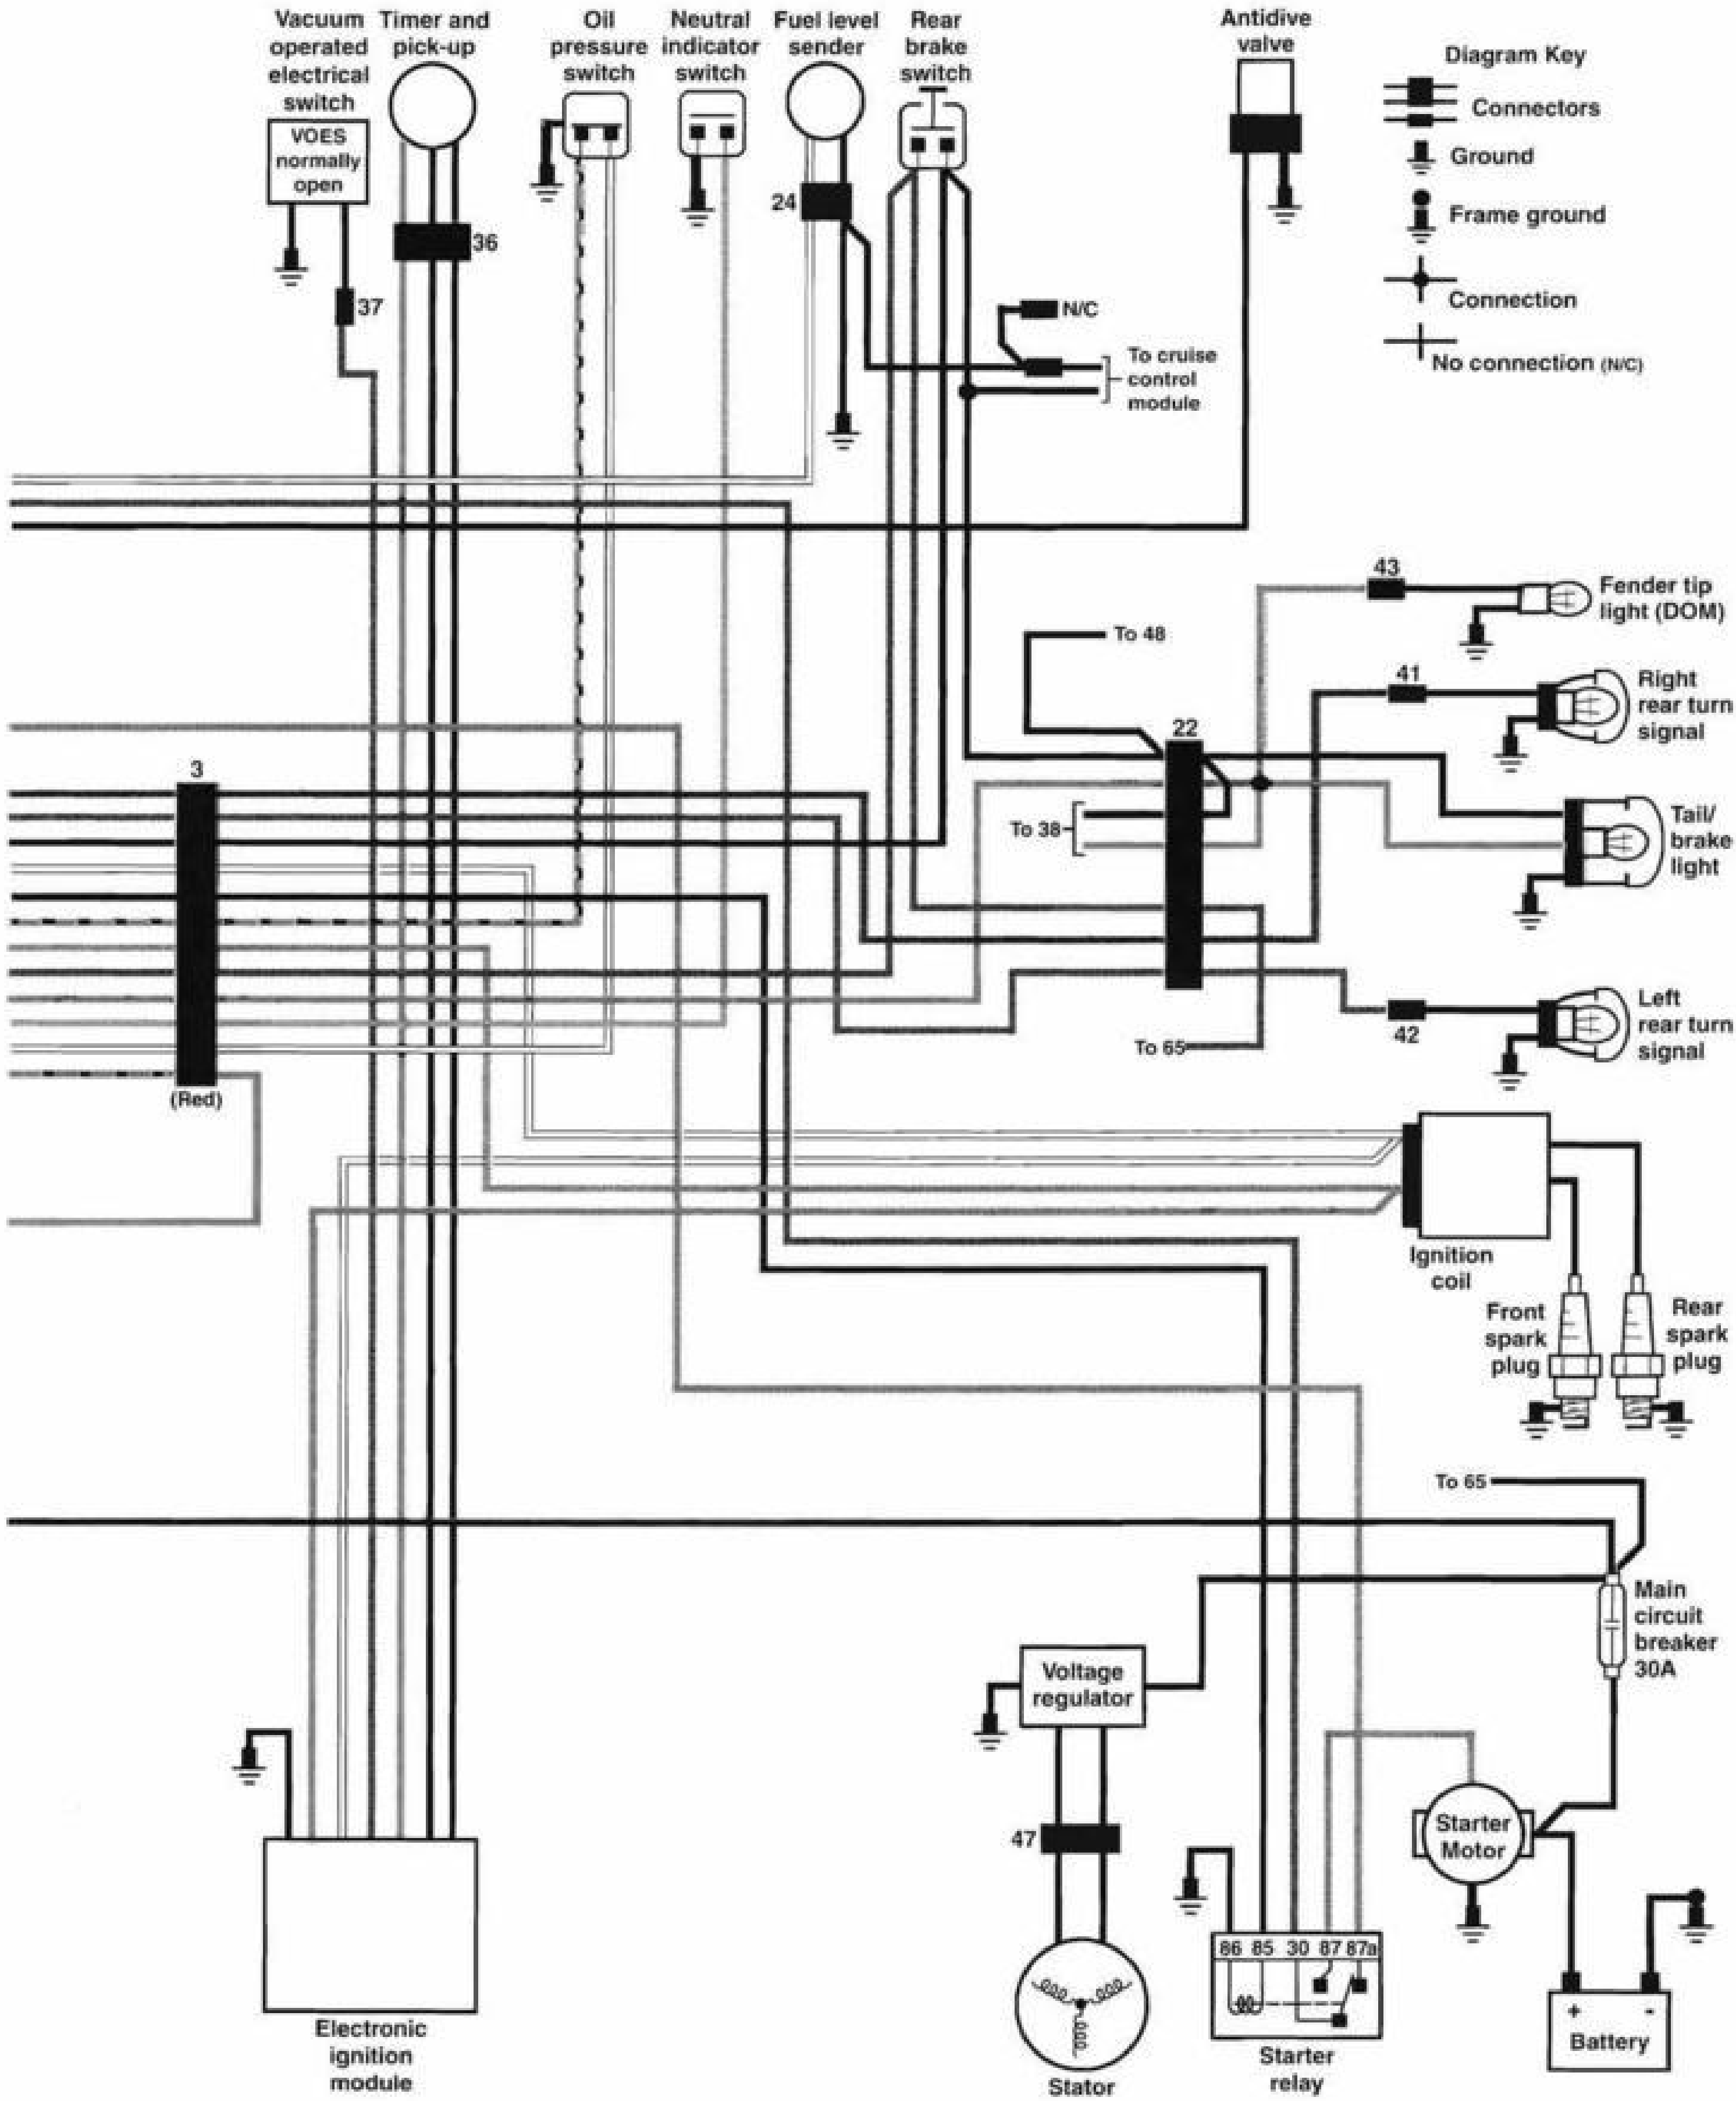 Vacuum
operated
electrical
switch
Timer and
pick-up
Oil
pressure
switch
Neutral
indicator
switch
Fuel level
sender
Rear
brake
switch
Antidive
valve
Diagram Key
Connectors
Ground
Frame ground
Connection
No connection (N/C)
VOES
normally
open
24
36
37
N/C
To cruise
control
module
43
Fender tip
light (DOM)
To 48
41
Right
rear turn
signal
22
3
To 38
Tail/
brake
light
Left
rear turn
signal
42
To 65
(Red)
Ignition
coil
Front
spark
plug
Rear
spark
plug
To 65
Main
circuit
breaker
30A
Voltage
regulator
47
Starter
Motor
86 85 30 87 87a
+ -
Battery
Electronic
ignition
module
Stator
Starter
relay